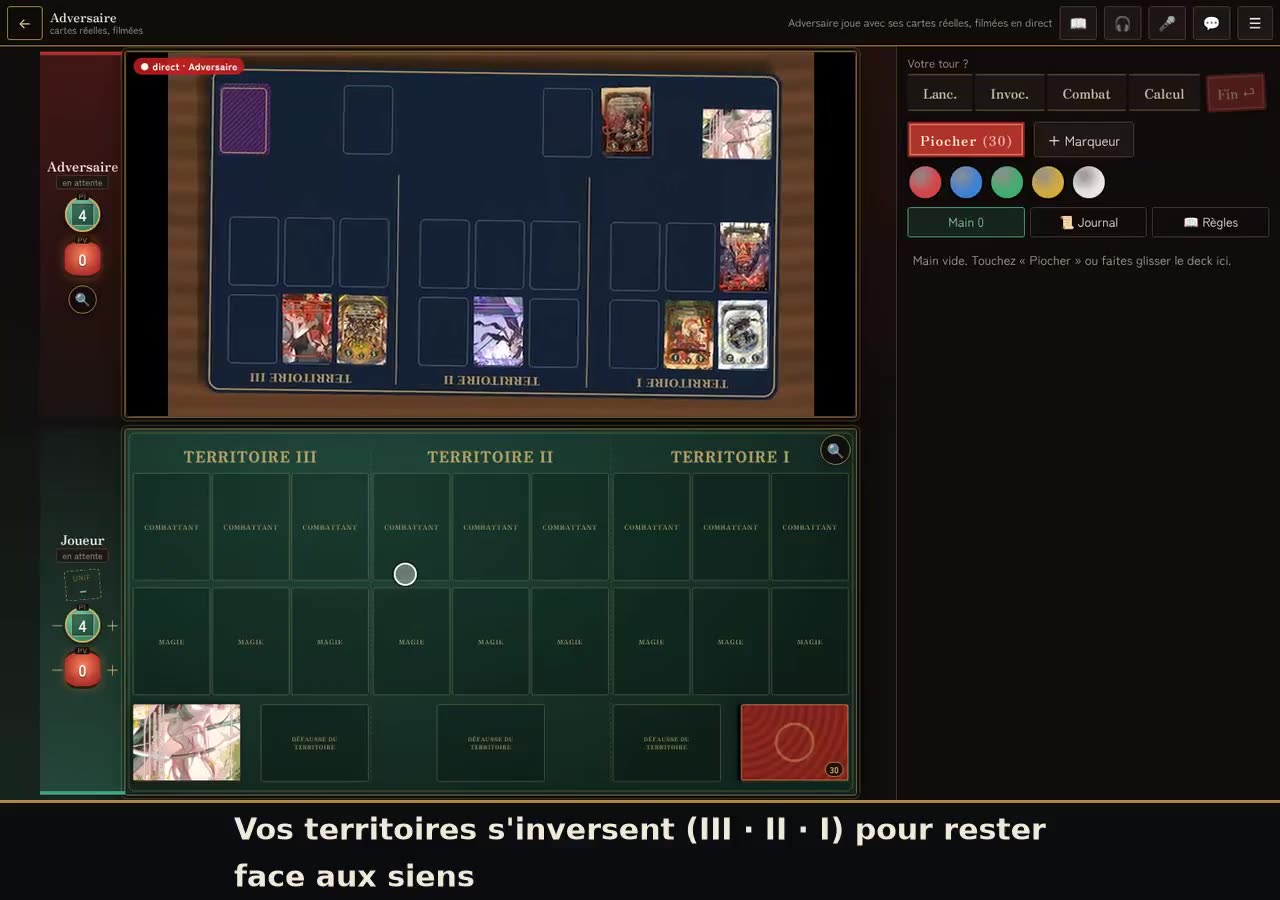 Adversaire
cartes réelles, filmées
Adversaire joue avec ses cartes réelles, filmées en direct
direct · Adversaire
Adversaire
en attente
PI
4
PV
0
TERRITOIRE III
TERRITOIRE II
TERRITOIRE I
Votre tour ?
Lanc.
Invoc.
Combat
Calcul
Fin ⏎
Piocher (30)
+ Marqueur
Main 0
Journal
Règles
Main vide. Touchez « Piocher » ou faites glisser le deck ici.
TERRITOIRE III
TERRITOIRE II
TERRITOIRE I
COMBATTANT COMBATTANT COMBATTANT COMBATTANT COMBATTANT COMBATTANT COMBATTANT COMBATTANT COMBATTANT
MAGIE MAGIE MAGIE MAGIE MAGIE MAGIE MAGIE MAGIE MAGIE
Joueur
en attente
UNIF
–
PI
− 4 +
PV
− 0 +
DÉFAUSSE DU
TERRITOIRE
DÉFAUSSE DU
TERRITOIRE
DÉFAUSSE DU
TERRITOIRE
30
Vos territoires s'inversent (III · II · I) pour rester
face aux siens